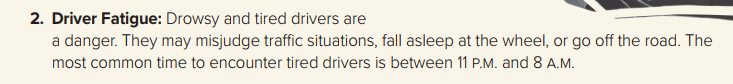 2. Driver Fatigue: Drowsy and tired drivers are
a danger. They may misjudge traffic situations, fall asleep at the wheel, or go off the road. The
most common time to encounter tired drivers is between 11 P.M. and 8 A.M.